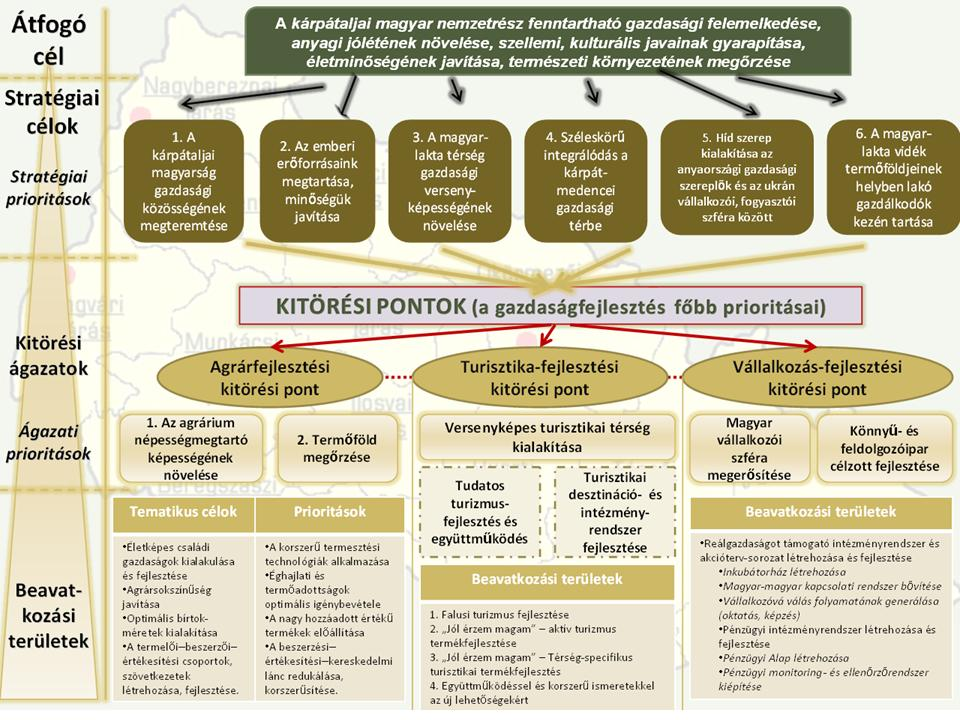 Átfogó
cél
A kárpátaljai magyar nemzetrész fenntartható gazdasági felemelkedése,
anyagi jólétének növelése, szellemi, kulturális javainak gyarapítása,
életminőségének javítása, természeti környezetének megőrzése
Nagybereznai
járás
Stratégiai
célok
Stratégiai
prioritások
1. A
kárpátaljai
magyarság
gazdasági
közösségének
megteremtése
2. Az emberi
erőforrásaink
megtartása,
minőségük
javítása
3. A magyar-
lakta térség
gazdasági
verseny-
képességének
növelése
4. Széleskörű
integrálódás a
kárpát-
medencei
gazdasági
térbe
5. Híd szerep
kialakítása az
anyaországi gazdasági
szereplők és az ukrán
vállalkozói, fogyasztói
szféra között
6. A magyar-
lakta vidék
termőföldjeinek
helyben lakó
gazdálkodók
kezén tartása
KITÖRÉSI PONTOK (a gazdaságfejlesztés főbb prioritásai)
ngvári
járás
Munkács
Ilosvai
Kitörési
ágazatok
Agrárfejlesztési
kitörési pont
Turisztika-fejlesztési
kitörési pont
Vállalkozás-fejlesztési
kitörési pont
Ágazati
prioritások
1. Az agrárium
népességmegtartó
képességének
növelése
2. Termőföld
megőrzése
Versenyképes turisztikai térség
kialakítása
Magyar
vállalkozói
szféra
megerősítése
Könnyű- és
feldolgozóipar
célzott fejlesztése
Beregszászi
Tudatos
turizmus-
fejlesztés és
együttműködés
Turisztikai
desztináció- és
intézmény-
rendszer
fejlesztése
Beavat-
kozási
területek
Tematikus célok
•Életképes családi
gazdaságok kialakulása
és fejlesztése
•Agrársokszínűség
javítása
•Optimális birtok-
méretek kialakítása
•A termelői–beszerzői–
értékesítési csoportok,
szövetkezetek
létrehozása, fejlesztése.
Prioritások
•A korszerű termesztési
technológiák alkalmazása
•Éghajlati és
termőadottságok
optimális igénybevétele
•A nagy hozzáadott értékű
termékek előállítása
•A beszerzési–
értékesítési–kereskedelmi
lánc redukálása,
korszerűsítése.
Beavatkozási területek
1. Falusi turizmus fejlesztése
2. „Jól érzem magam” – aktív turizmus
termékfejlesztése
3. „Jól érzem magam” – Térség-specifikus
turisztikai termékfejlesztés
4. Együttműködéssel és korszerű ismeretekkel
az új lehetőségekért
Beavatkozási területek
•Reálgazdaságot támogató intézményrendszer és
akcióterv-sorozat létrehozása és fejlesztése
•Inkubátorház létrehozása
•Magyar-magyar kapcsolati rendszer bővítése
•Vállalkozóvá válás folyamatának generálása
(oktatás, képzés)
•Pénzügyi intézményrendszer létrehozása és
fejlesztése
•Pénzügyi Alap létrehozása
•Pénzügyi monitoring- és ellenőrzőrendszer
kiépítése